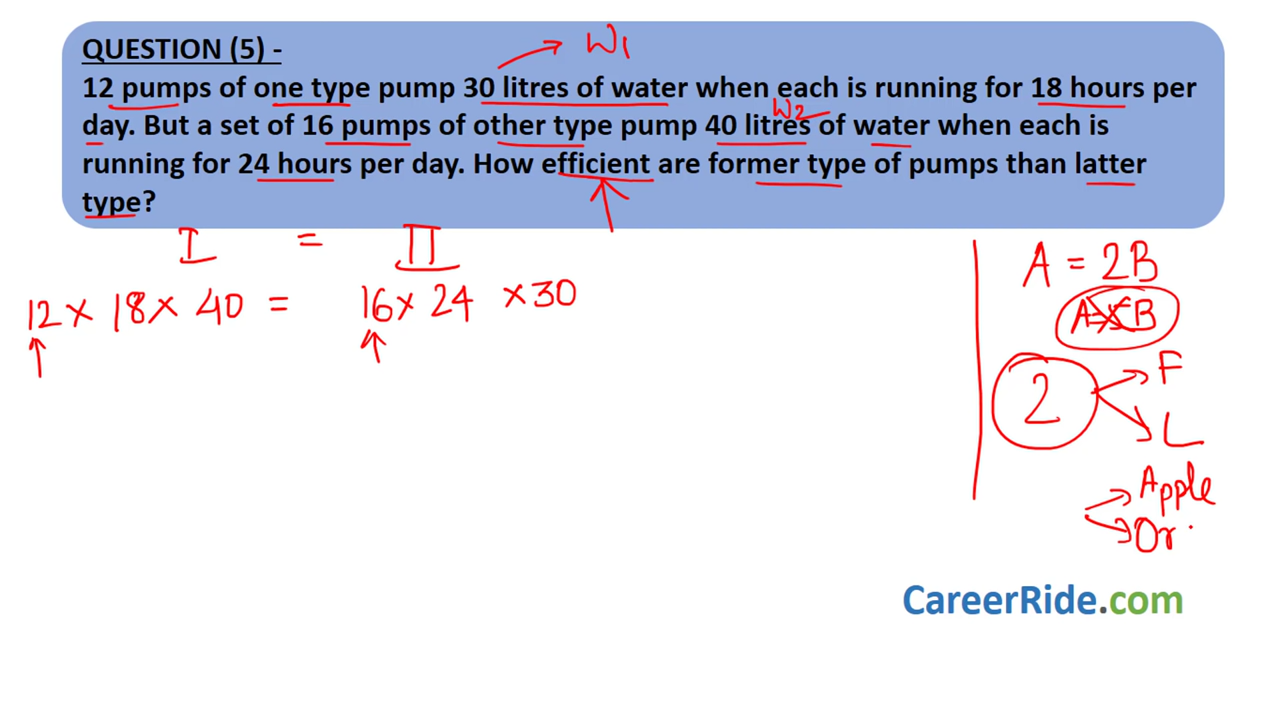 QUESTION (5) -
W1
12 pumps of one type pump 30 litres of water when each is running for 18 hours per
W2
day. But a set of 16 pumps of other type pump 40 litres of water when each is
running for 24 hours per day. How efficient are former type of pumps than latter
type?
I = II
12 × 18 × 40 = 16 × 24 × 30
A = 2B
2
F
L
Apple
Or
CareerRide.com